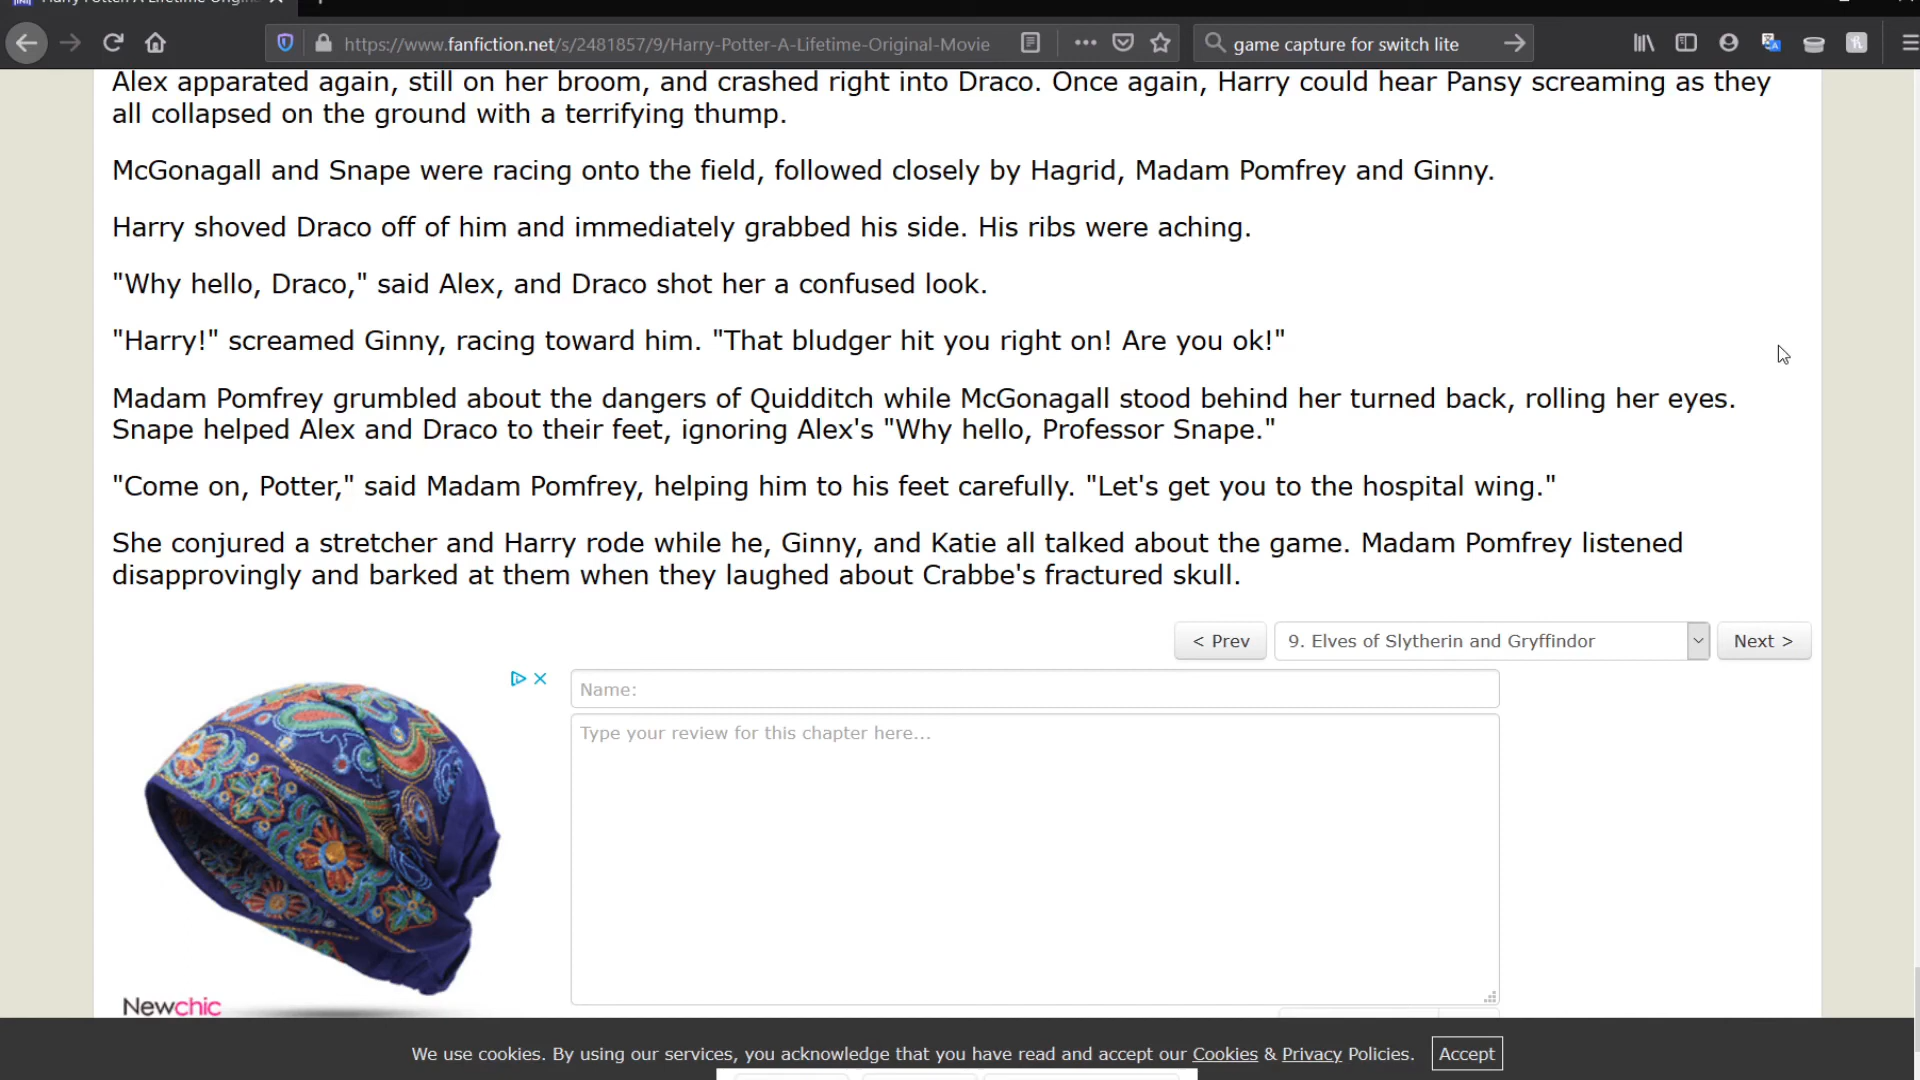 https://www.fanfiction.net/s/2481857/9/Harry-Potter-A-Lifetime-Original-Movie
game capture for switch lite
Alex apparated again, still on her broom, and crashed right into Draco. Once again, Harry could hear Pansy screaming as they
all collapsed on the ground with a terrifying thump.
McGonagall and Snape were racing onto the field, followed closely by Hagrid, Madam Pomfrey and Ginny.
Harry shoved Draco off of him and immediately grabbed his side. His ribs were aching.
"Why hello, Draco," said Alex, and Draco shot her a confused look.
"Harry!" screamed Ginny, racing toward him. "That bludger hit you right on! Are you ok!"
Madam Pomfrey grumbled about the dangers of Quidditch while McGonagall stood behind her turned back, rolling her eyes.
Snape helped Alex and Draco to their feet, ignoring Alex's "Why hello, Professor Snape."
"Come on, Potter," said Madam Pomfrey, helping him to his feet carefully. "Let's get you to the hospital wing."
She conjured a stretcher and Harry rode while he, Ginny, and Katie all talked about the game. Madam Pomfrey listened
disapprovingly and barked at them when they laughed about Crabbe's fractured skull.
< Prev
9. Elves of Slytherin and Gryffindor
Next >
Name:
Type your review for this chapter here...
Newchic
We use cookies. By using our services, you acknowledge that you have read and accept our Cookies & Privacy Policies.
Accept